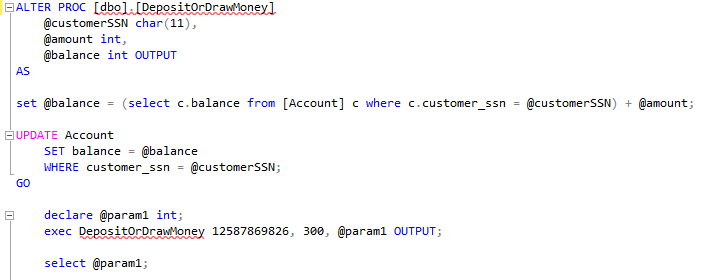 ALTER PROC [dbo].[DepositOrDrawMoney]
@customerSSN char(11),
@amount int,
@balance int OUTPUT
AS
set @balance = (select c.balance from [Account] c where c.customer_ssn = @customerSSN) + @amount;
UPDATE Account
SET balance = @balance
WHERE customer_ssn = @customerSSN;
GO
declare @param1 int;
exec DepositOrDrawMoney 12587869826, 300, @param1 OUTPUT;
select @param1;